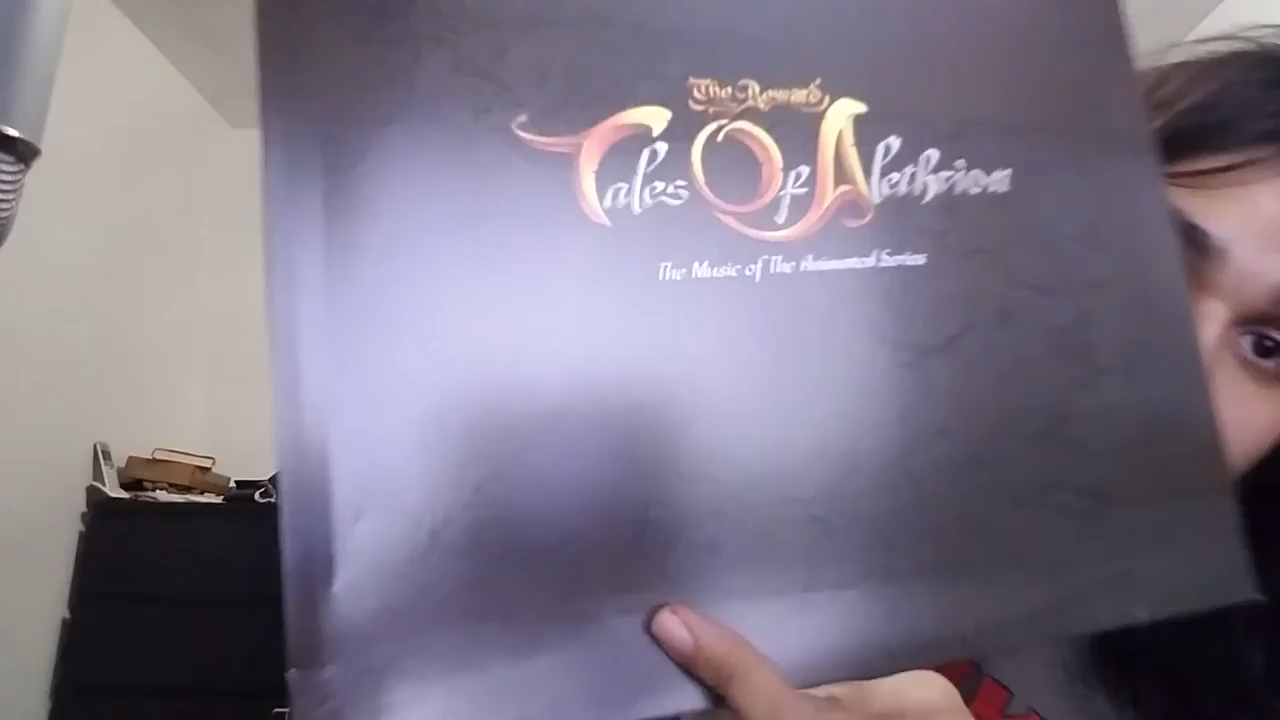 The Reward
Tales Of Alethrion
The Music of The Animated Series